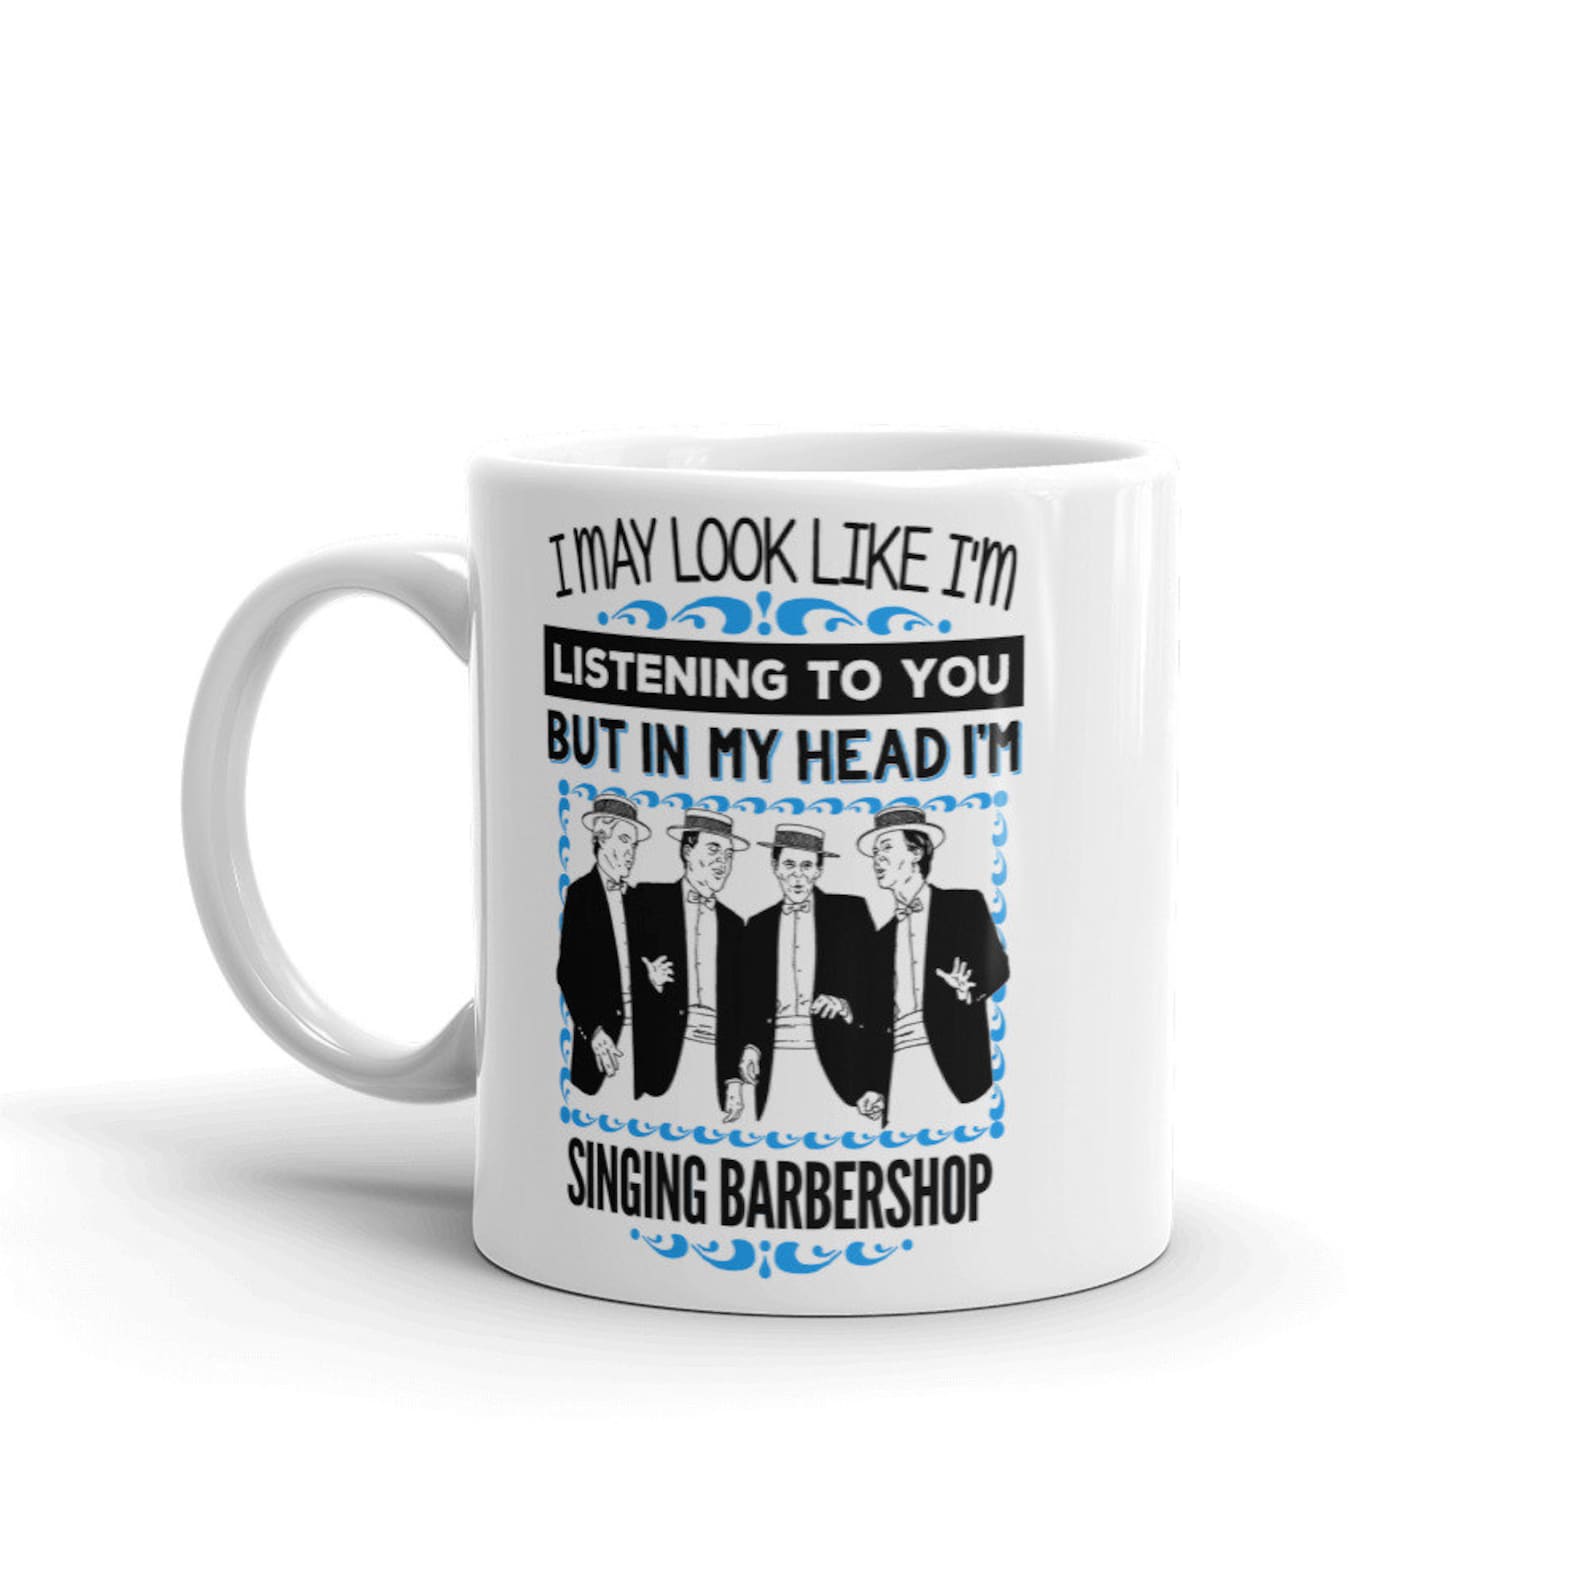 I MAY LOOK LIKE I'M
LISTENING TO YOU
BUT IN MY HEAD I'M
SINGING BARBERSHOP